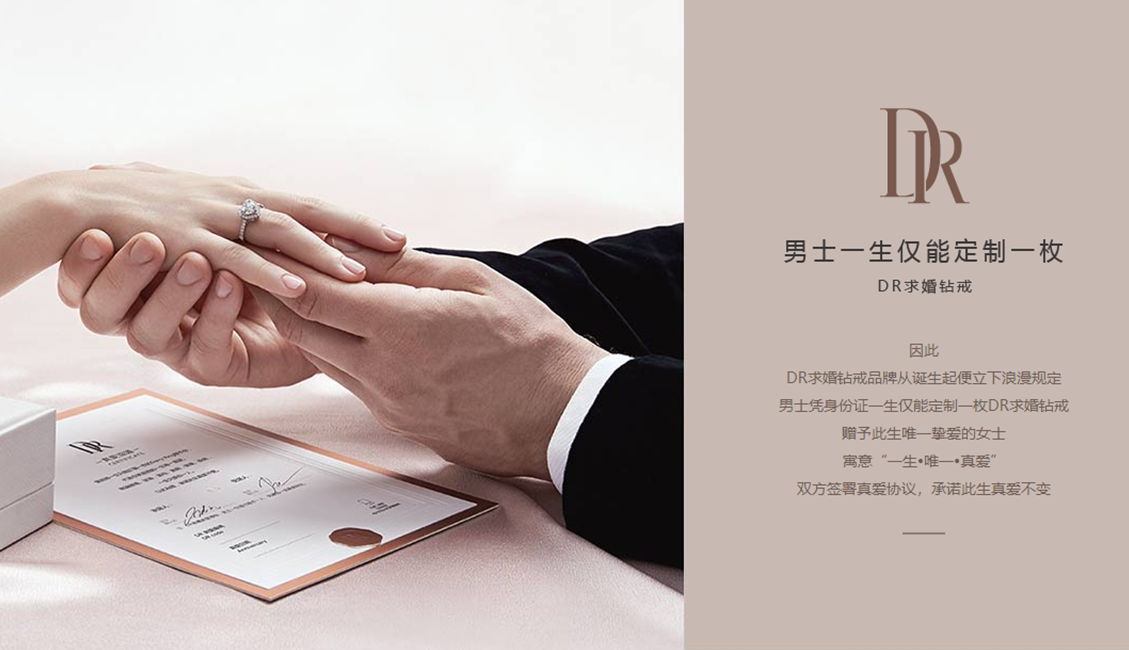 DR
男士一生仅能定制一枚
DR求婚钻戒
因此
DR求婚钻戒品牌从诞生起便立下浪漫规定
男士凭身份证一生仅能定制一枚DR求婚钻戒
赠予此生唯一挚爱的女士
寓意“一生•唯一•真爱”
双方签署真爱协议，承诺此生真爱不变
DR
CERTIFICATE
Anniversary